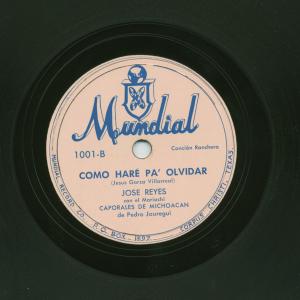 Mundial
1001-B
Canción Ranchera
COMO HARÉ PA' OLVIDAR
(Jesus Garza Villarreal)
JOSE REYES
con el Mariachi
CAPORALES DE MICHOACAN
de Pedro Jauregui
MUNDIAL RECORD CO. P.O. BOX. 1897 CORPUS CHRISTI, TEXAS